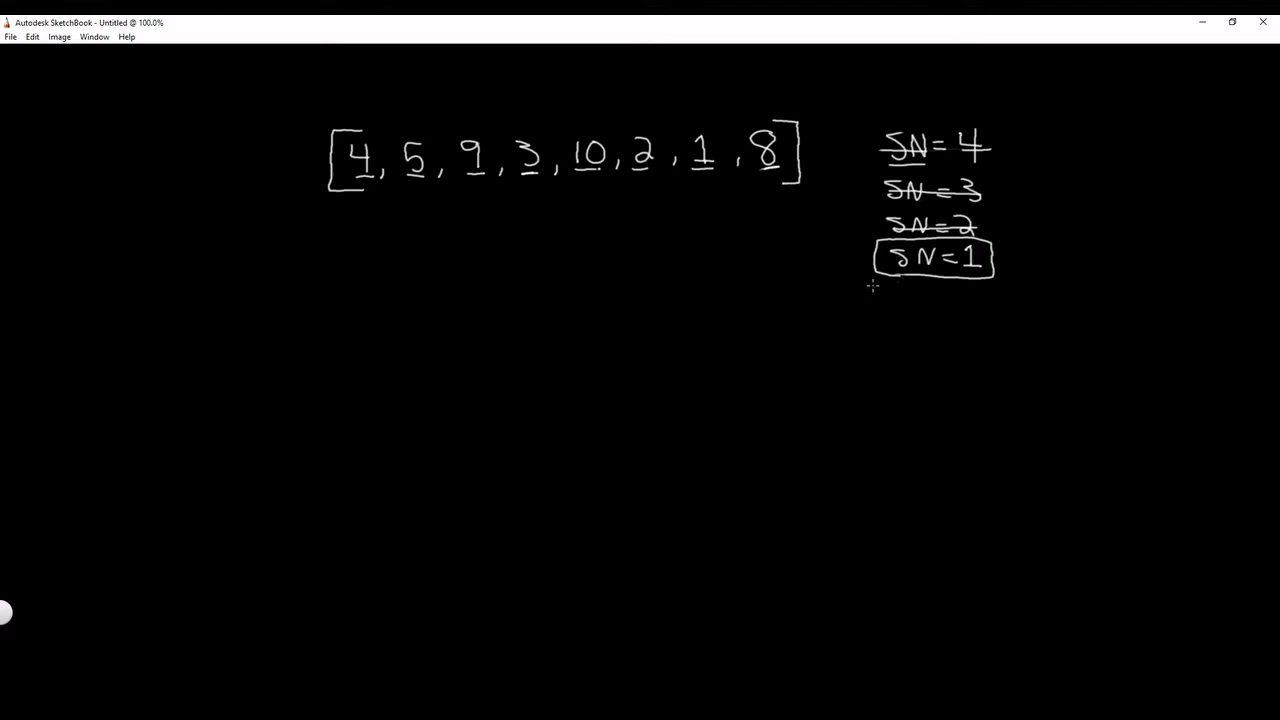 Autodesk SketchBook - Untitled @ 100.0%
File Edit Image Window Help
[4, 5, 9, 3, 10, 2, 1, 8]
SN = 4
SN = 3
SN = 2
SN = 1